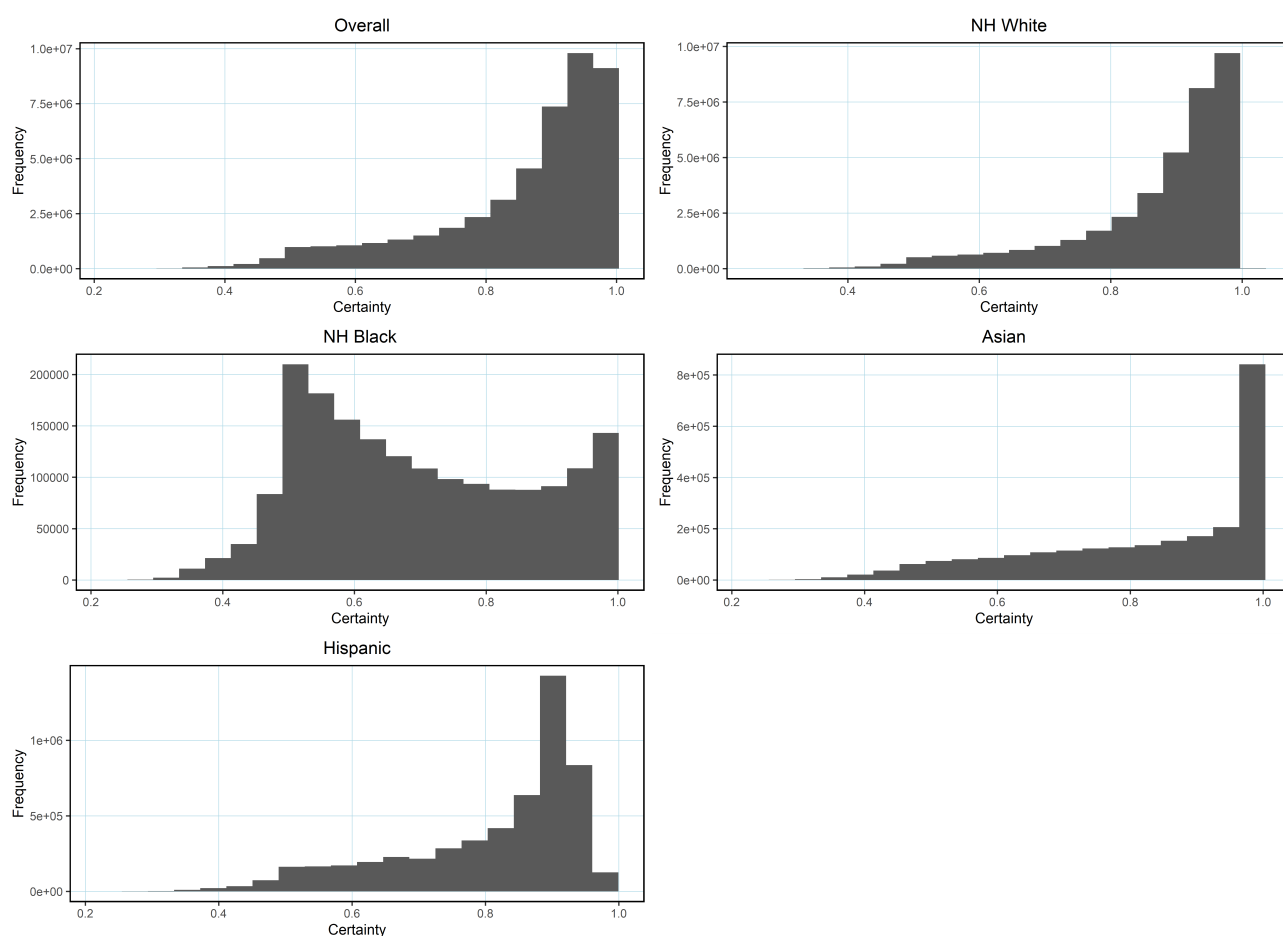 Overall
1.0e+07
7.5e+06
5.0e+06
2.5e+06
0.0e+00
Frequency
0.2 0.4 0.6 0.8 1.0
Certainty
NH White
1.0e+07
7.5e+06
5.0e+06
2.5e+06
0.0e+00
Frequency
0.4 0.6 0.8 1.0
Certainty
NH Black
200000
150000
100000
50000
0
Frequency
0.2 0.4 0.6 0.8 1.0
Certainty
Asian
8e+05
6e+05
4e+05
2e+05
0e+00
Frequency
0.2 0.4 0.6 0.8 1.0
Certainty
Hispanic
1e+06
5e+05
0e+00
Frequency
0.2 0.4 0.6 0.8 1.0
Certainty